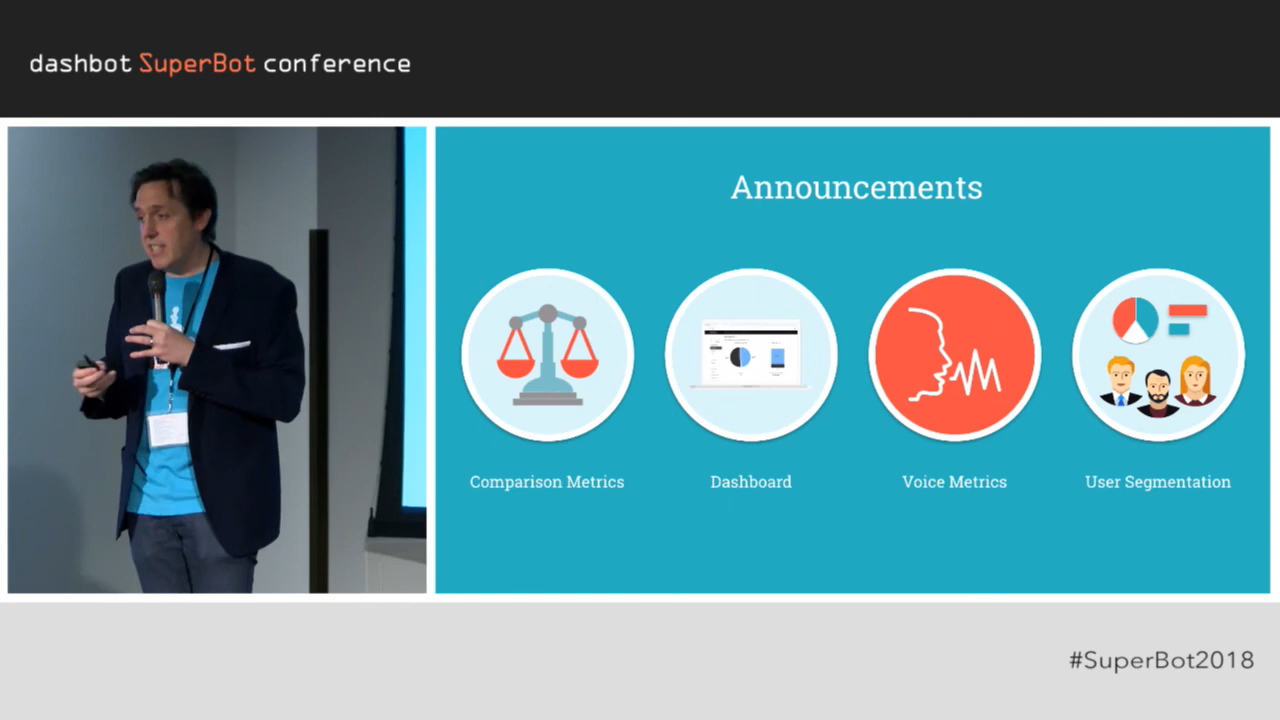 dashbot SuperBot conference
Announcements
Comparison Metrics
Dashboard
Voice Metrics
User Segmentation
#SuperBot2018